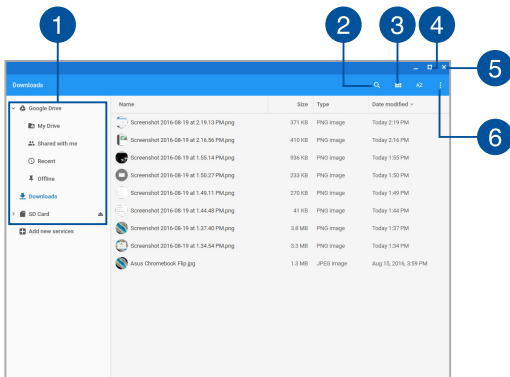 1 2 3 4
5
6
Downloads
Google Drive
My Drive
Shared with me
Recent
Offline
Downloads
SD Card
Add new services
Name Size Type Date modified
Screenshot 2016-08-19 at 2.19.13 PM.png 371 KB PNG image Today 2:19 PM
Screenshot 2016-08-19 at 2.16.56 PM.png 410 KB PNG image Today 2:16 PM
Screenshot 2016-08-19 at 1.55.14 PM.png 936 KB PNG image Today 1:55 PM
Screenshot 2016-08-19 at 1.50.27 PM.png 233 KB PNG image Today 1:50 PM
Screenshot 2016-08-19 at 1.49.11 PM.png 270 KB PNG image Today 1:49 PM
Screenshot 2016-08-19 at 1.44.48 PM.png 41 KB PNG image Today 1:44 PM
Screenshot 2016-08-19 at 1.37.40 PM.png 3.8 MB PNG image Today 1:37 PM
Screenshot 2016-08-19 at 1.34.54 PM.png 3.3 MB PNG image Today 1:34 PM
Asus Chromebook Flip.jpg 1.3 MB JPEG image Aug 15, 2016, 3:59 PM